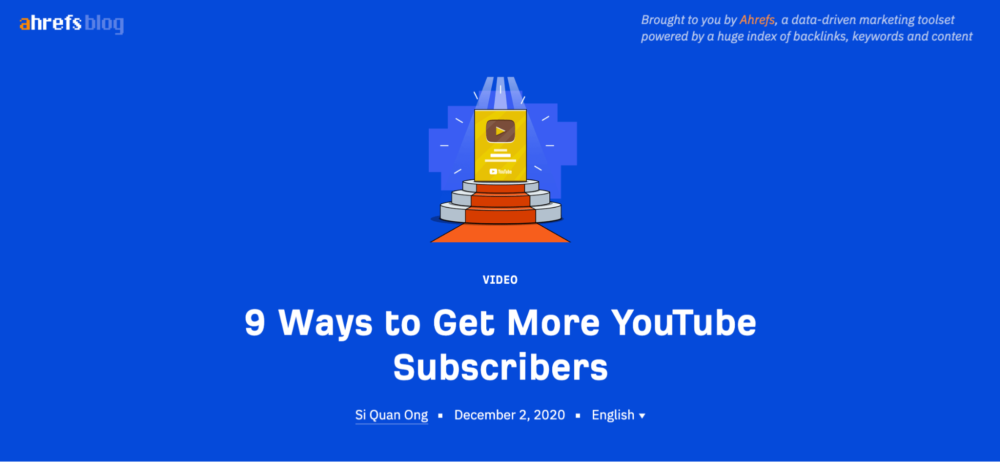 ahrefs blog
Brought to you by Ahrefs, a data-driven marketing toolset
powered by a huge index of backlinks, keywords and content
YouTube
VIDEO
9 Ways to Get More YouTube
Subscribers
Si Quan Ong ▪ December 2, 2020 ▪ English ▾